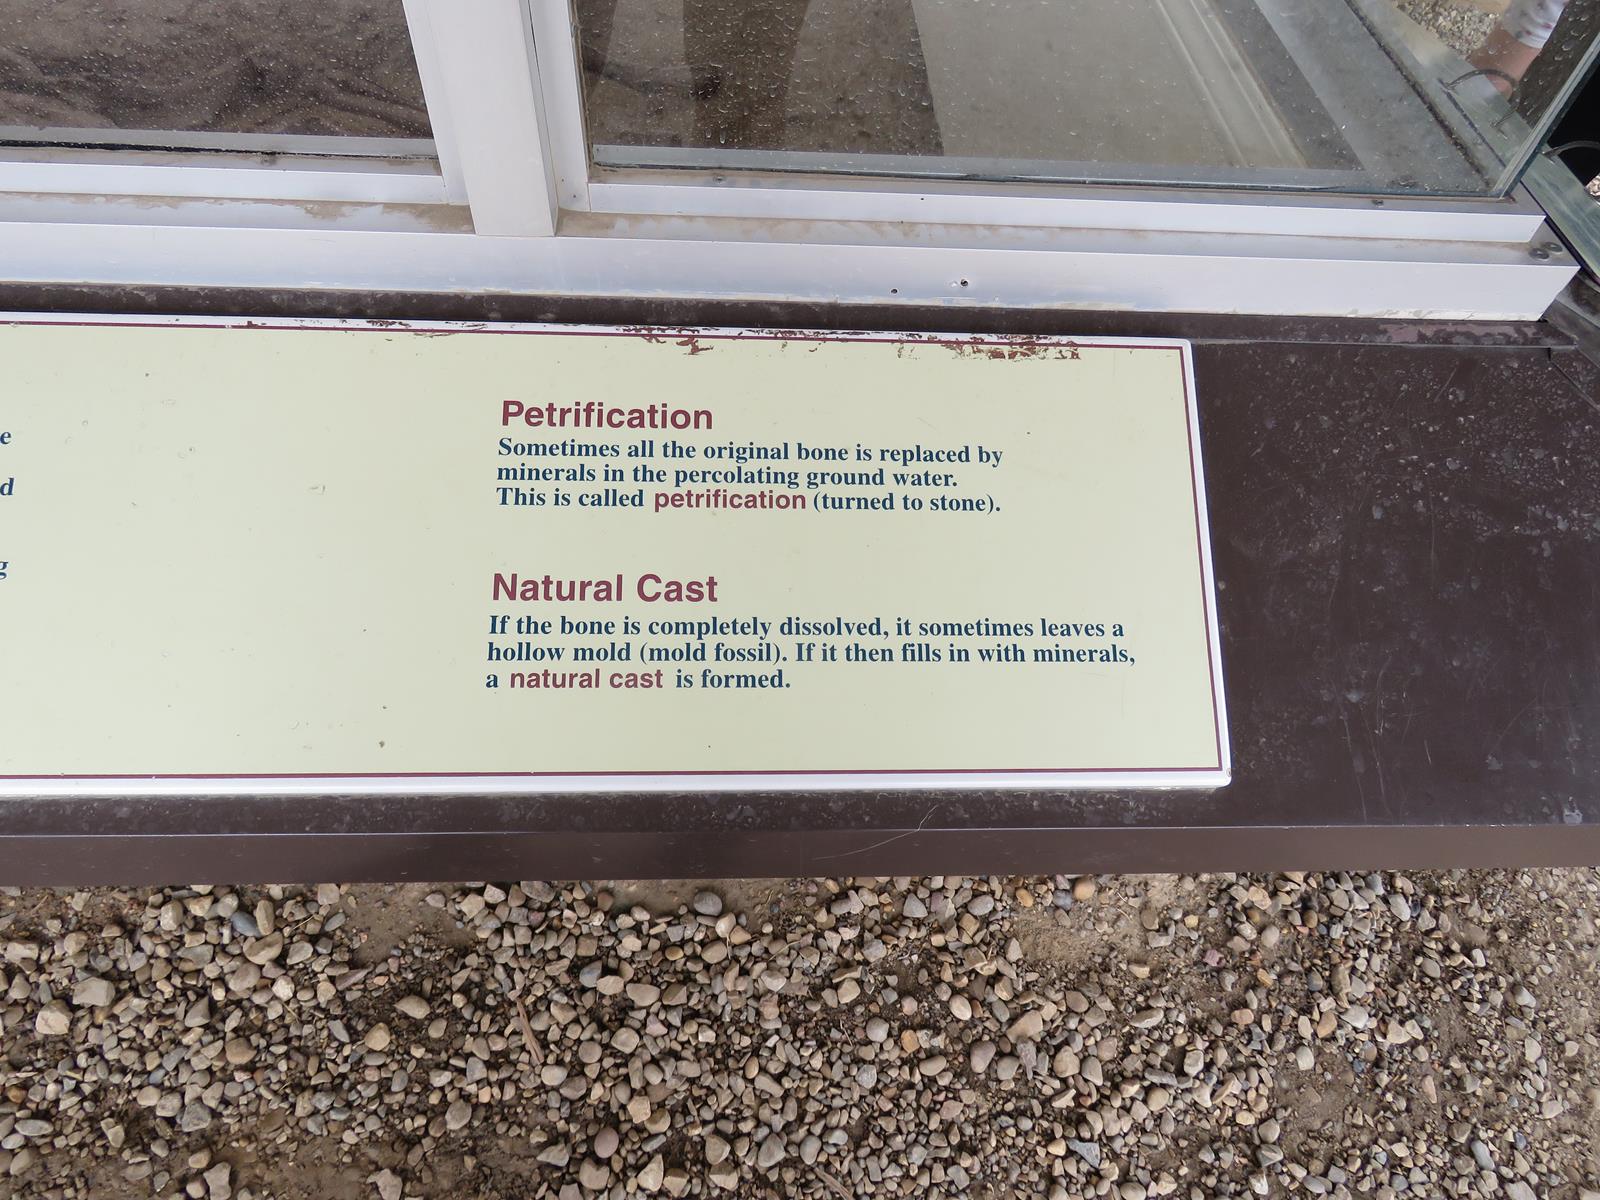 Petrification
Sometimes all the original bone is replaced by
minerals in the percolating ground water.
This is called petrification (turned to stone).
Natural Cast
If the bone is completely dissolved, it sometimes leaves a
hollow mold (mold fossil). If it then fills in with minerals,
a natural cast is formed.